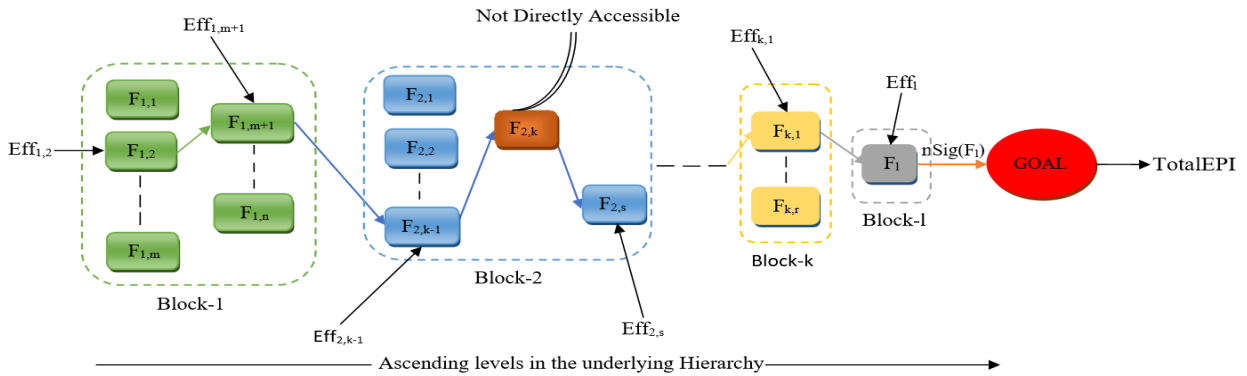 Not Directly Accessible
Eff1,m+1
Effk,1
Effl
F1,1
F1,m+1
Eff1,2
F1,2
F1,n
F1,m
Block-1
F2,1
F2,2
F2,k
F2,k-1
F2,s
Block-2
Eff2,k-1
Eff2,s
Fk,1
Fk,r
Block-k
Fl
Block-l
nSig(Fl)
GOAL
TotalEPI
Ascending levels in the underlying Hierarchy